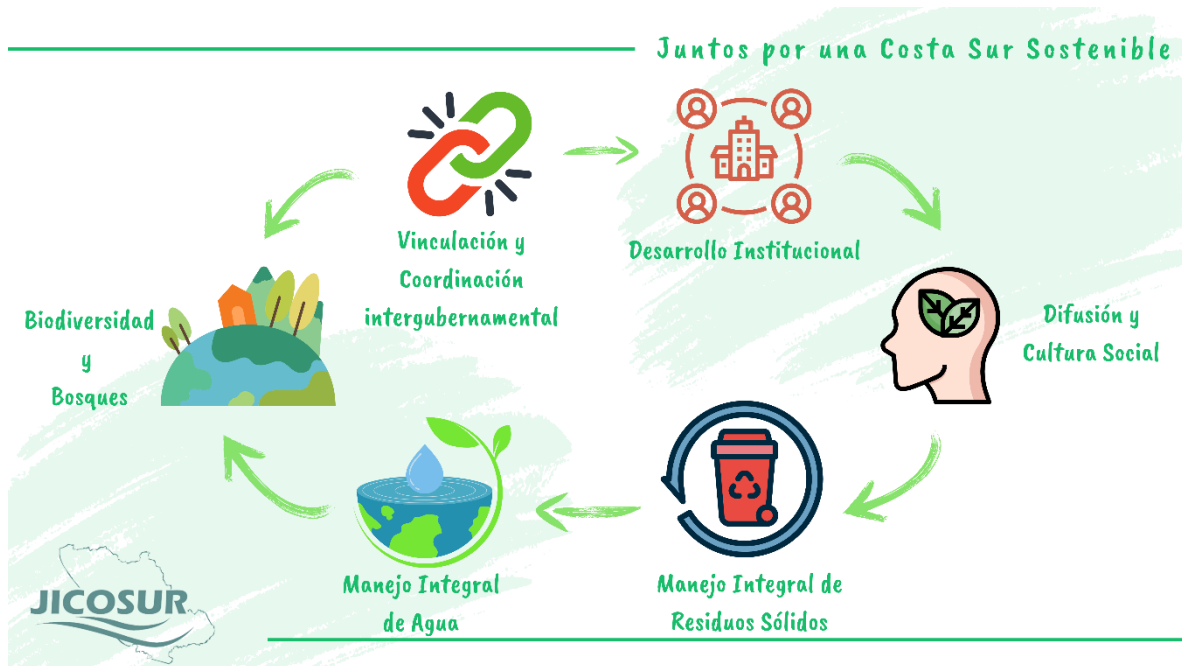 Juntos por una Costa Sur Sostenible
Vinculación y
Coordinación
intergubernamental
Desarrollo Institucional
Difusión y
Cultura Social
Manejo Integral de
Residuos Sólidos
Manejo Integral
de Agua
Biodiversidad
y
Bosques
JICOSUR